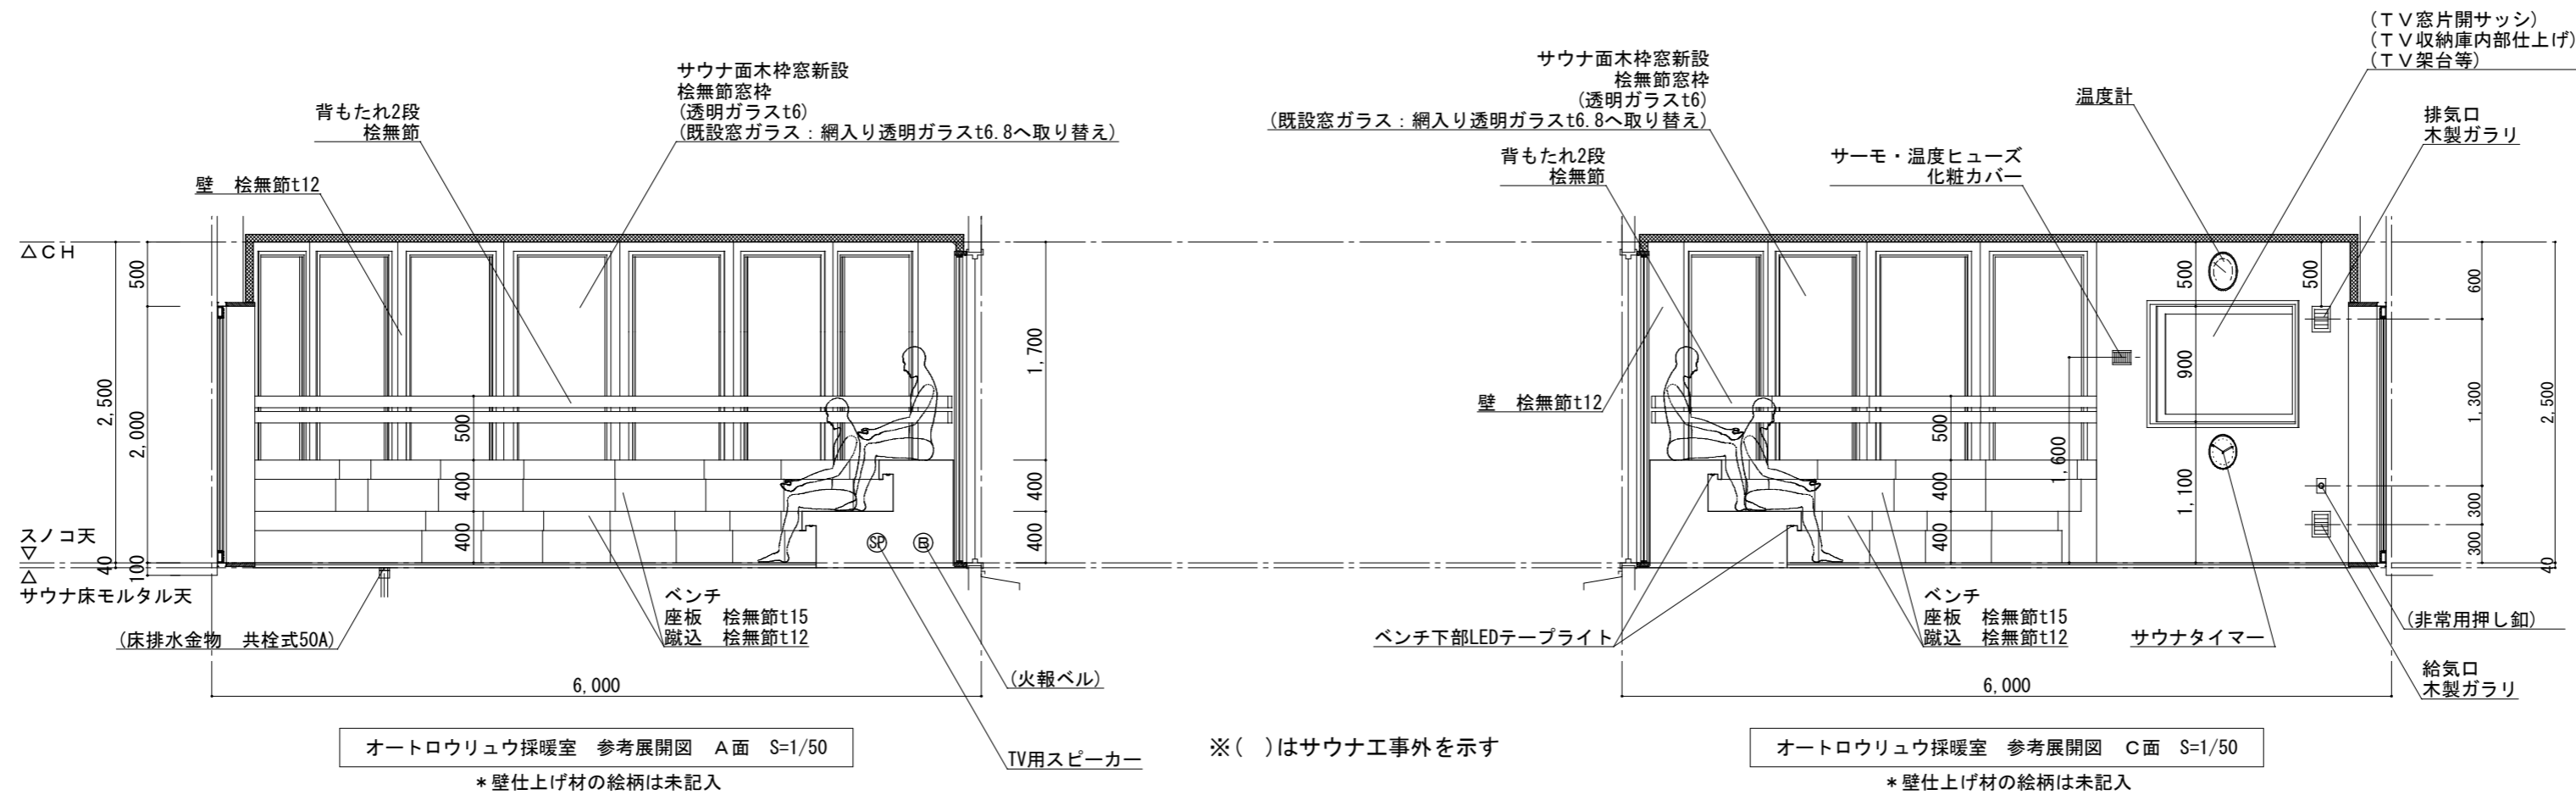 サウナ面木枠窓新設
桧無節窓枠
(透明ガラスt6)
(既設窓ガラス：網入り透明ガラスt6.8へ取り替え)
背もたれ2段
桧無節
壁　桧無節t12
△ＣＨ
500
2,500
2,000
スノコ天
▽
40
100
△
サウナ床モルタル天
500
400
400
1,700
400
400
SP
B
(床排水金物　共栓式50A)
ベンチ
座板　桧無節t15
蹴込　桧無節t12
(火報ベル)
6,000
TV用スピーカー
オートロウリュウ採暖室　参考展開図　Ａ面　S=1/50
＊壁仕上げ材の絵柄は未記入
※(　)はサウナ工事外を示す
サウナ面木枠窓新設
桧無節窓枠
(透明ガラスt6)
(既設窓ガラス：網入り透明ガラスt6.8へ取り替え)
背もたれ2段
桧無節
壁　桧無節t12
サーモ・温度ヒューズ
化粧カバー
温度計
(ＴＶ窓片開サッシ)
(ＴＶ収納庫内部仕上げ)
(ＴＶ架台等)
排気口
木製ガラリ
500
400
400
1,600
500
900
1,100
500
600
1,300
300
300
2,500
40
ベンチ下部LEDテープライト
ベンチ
座板　桧無節t15
蹴込　桧無節t12
サウナタイマー
(非常用押し釦)
給気口
木製ガラリ
6,000
オートロウリュウ採暖室　参考展開図　Ｃ面　S=1/50
＊壁仕上げ材の絵柄は未記入